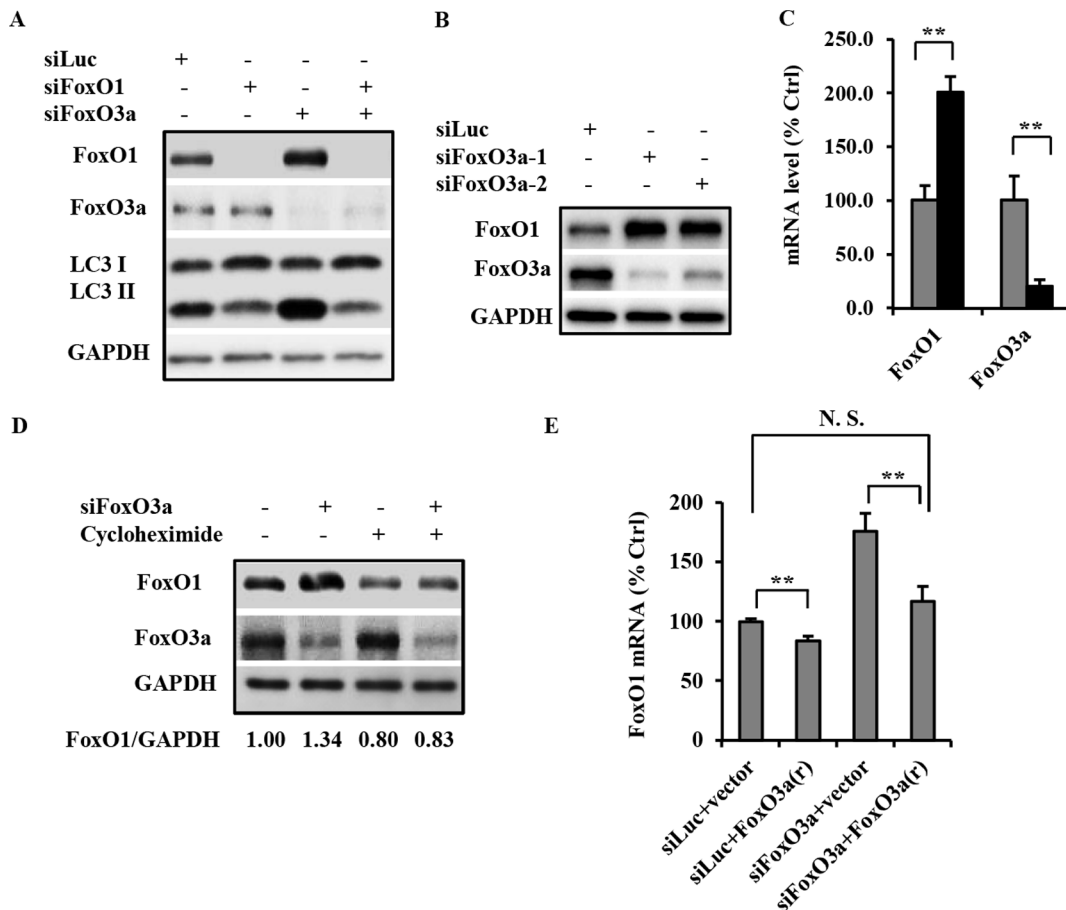 A
siLuc + - - -
siFoxO1 - + - +
siFoxO3a - - + +
FoxO1
FoxO3a
LC3 I
LC3 II
GAPDH
B
siLuc + - -
siFoxO3a-1 - + -
siFoxO3a-2 - - +
FoxO1
FoxO3a
GAPDH
C
mRNA level (% Ctrl)
300.0
250.0
200.0
150.0
100.0
50.0
0.0
**
**
FoxO1
FoxO3a
D
siFoxO3a - + - +
Cycloheximide - - + +
FoxO1
FoxO3a
GAPDH
FoxO1/GAPDH 1.00 1.34 0.80 0.83
E
N. S.
FoxO1 mRNA (% Ctrl)
200
150
100
50
0
**
**
siLuc+vector
siLuc+FoxO3a(r)
siFoxO3a+vector
siFoxO3a+FoxO3a(r)